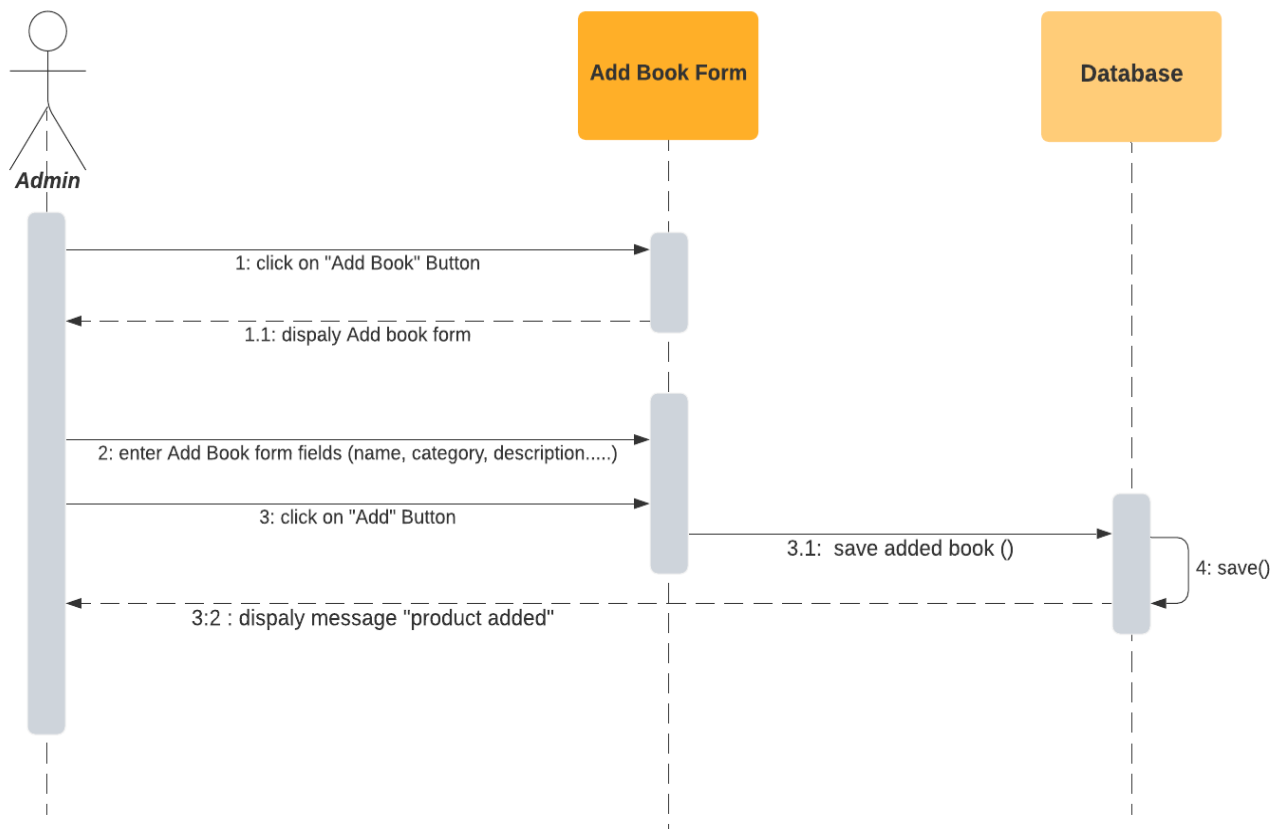 Add Book Form
Database
Admin
1: click on "Add Book" Button
1.1: dispaly Add book form
2: enter Add Book form fields (name, category, description.....)
3: click on "Add" Button
3.1:  save added book ()
4: save()
3:2 : dispaly message "product added"